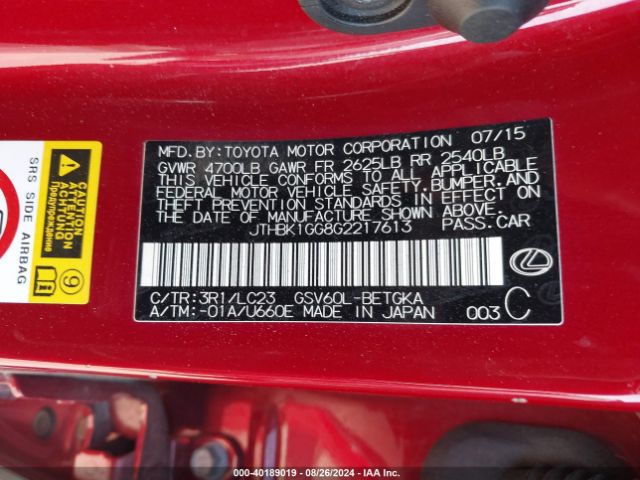 MFD. BY: TOYOTA MOTOR CORPORATION 07/15
GVWR 4700LB GAWR FR 2625LB RR 2540LB
THIS VEHICLE CONFORMS TO ALL APPLICABLE
FEDERAL MOTOR VEHICLE SAFETY, BUMPER, AND
THEFT PREVENTION STANDARDS IN EFFECT ON
THE DATE OF MANUFACTURE SHOWN ABOVE.
JTHBK1GG8G2217613 PASS. CAR
C/TR: 3R1/LC23 GSV60L-BETGKA
A/TM: -01A/U660E MADE IN JAPAN 003 C
SRS SIDE AIRBAG
ACHTUNG
9
000-40189019 - 08/26/2024 - IAA Inc.